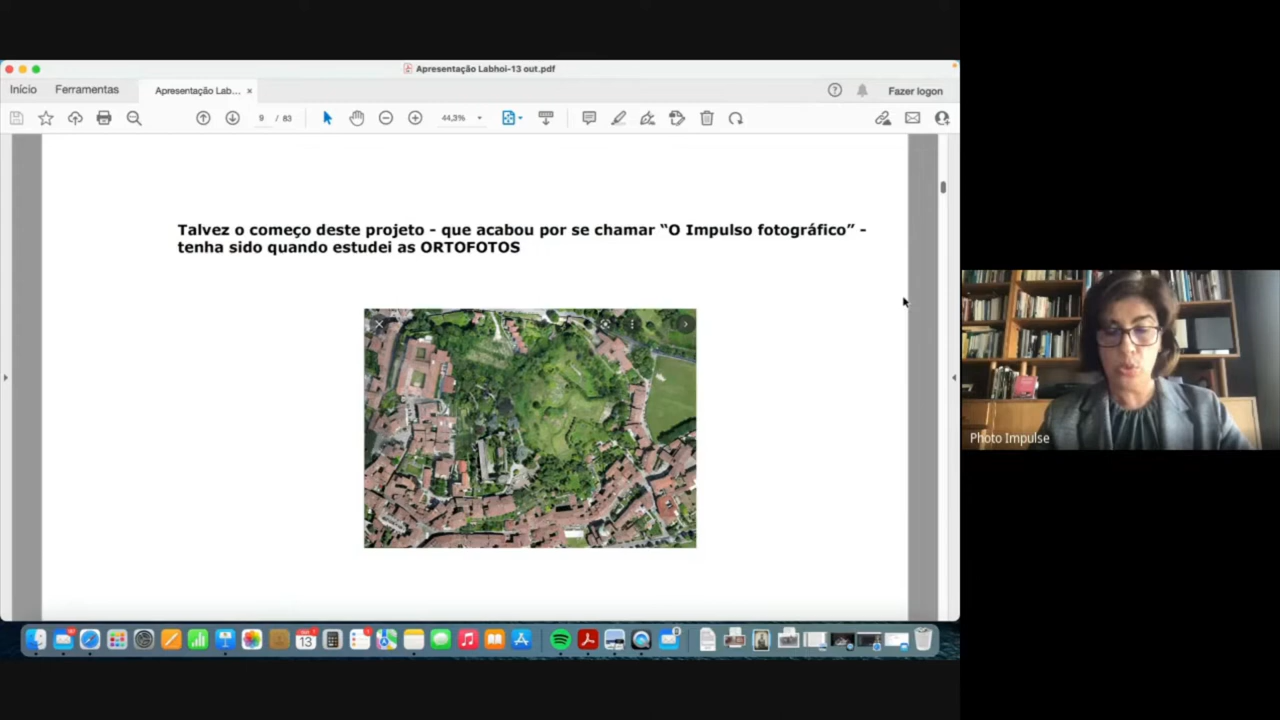 Apresentação Labhoi-13 out.pdf
Início
Ferramentas
Apresentação Lab...
Fazer logon
9 / 83
44,3%
Talvez o começo deste projeto - que acabou por se chamar “O Impulso fotográfico” -
tenha sido quando estudei as ORTOFOTOS
Photo Impulse
13